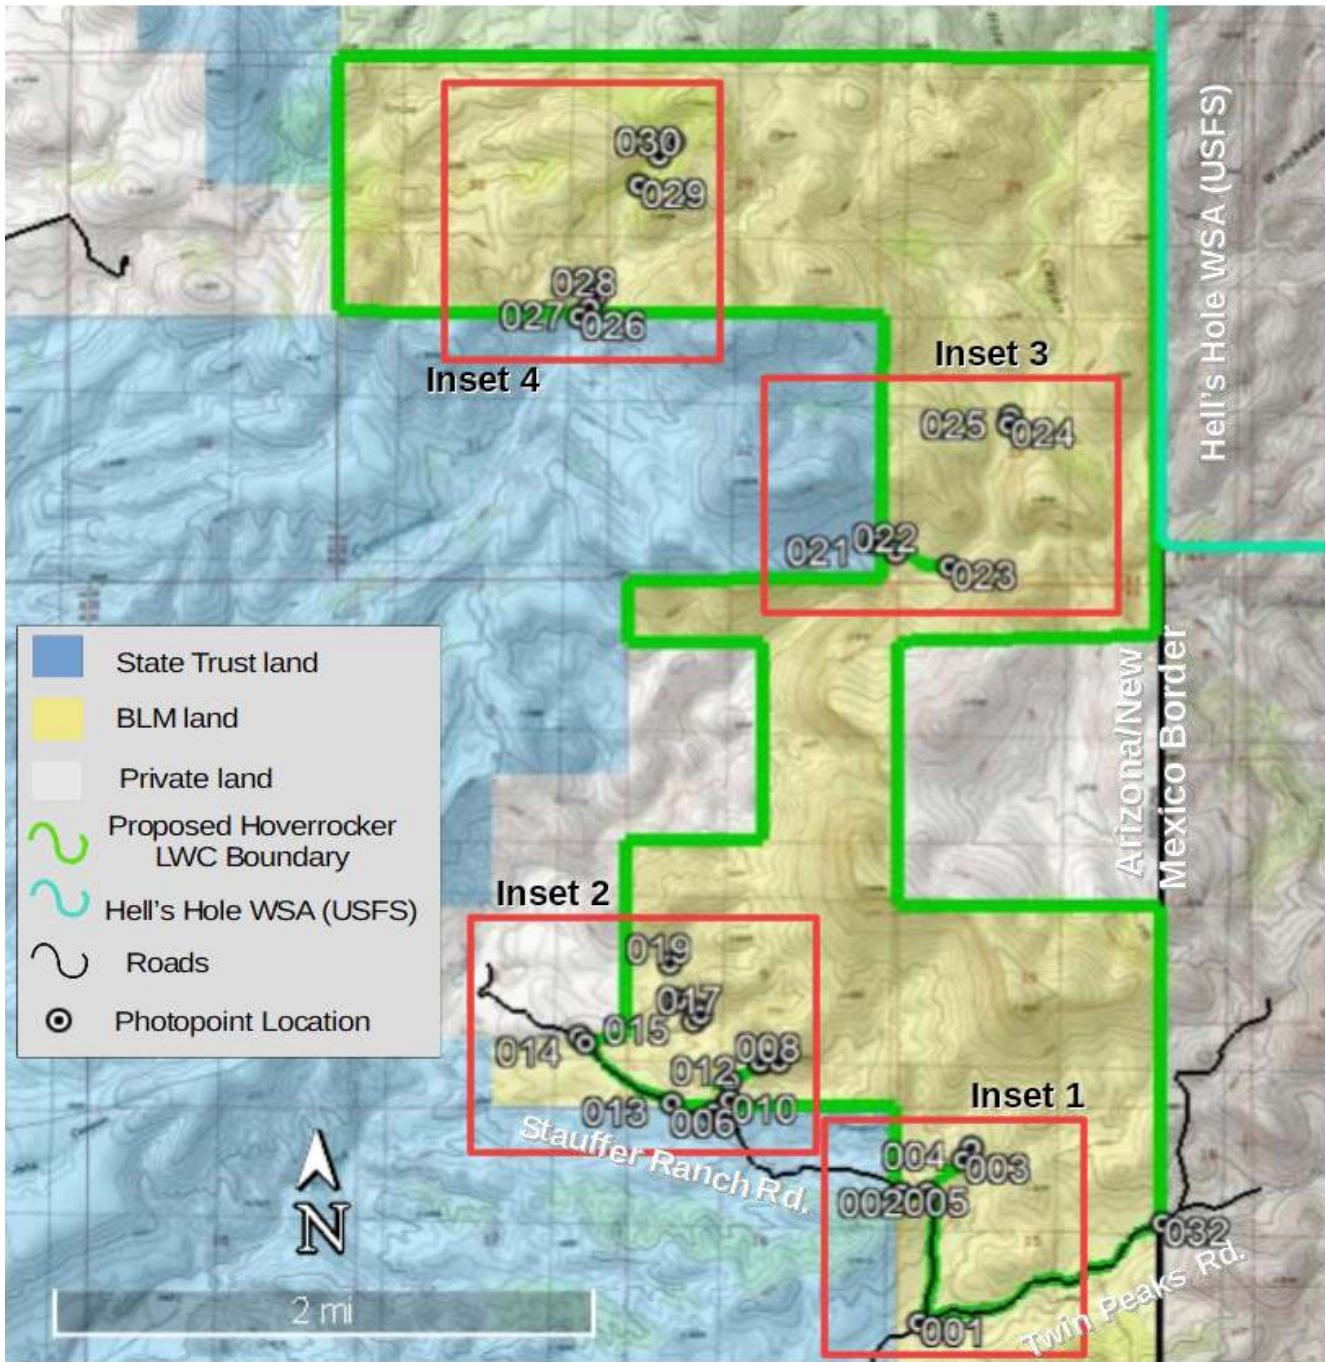 030
029
028
027
026
Inset 4
Inset 3
025
024
022
021
023
Hell's Hole WSA (USFS)
Canyon
Arizona/New
Mexico Border
State Trust land
BLM land
Private land
Proposed Hoverrocker
LWC Boundary
Hell's Hole WSA (USFS)
Roads
Photopoint Location
Inset 2
019
017
015
014
008
012
013
006
010
Stauffer Ranch Rd.
Inset 1
004
003
002
005
032
001
Twin Peaks Rd.
N
2 mi